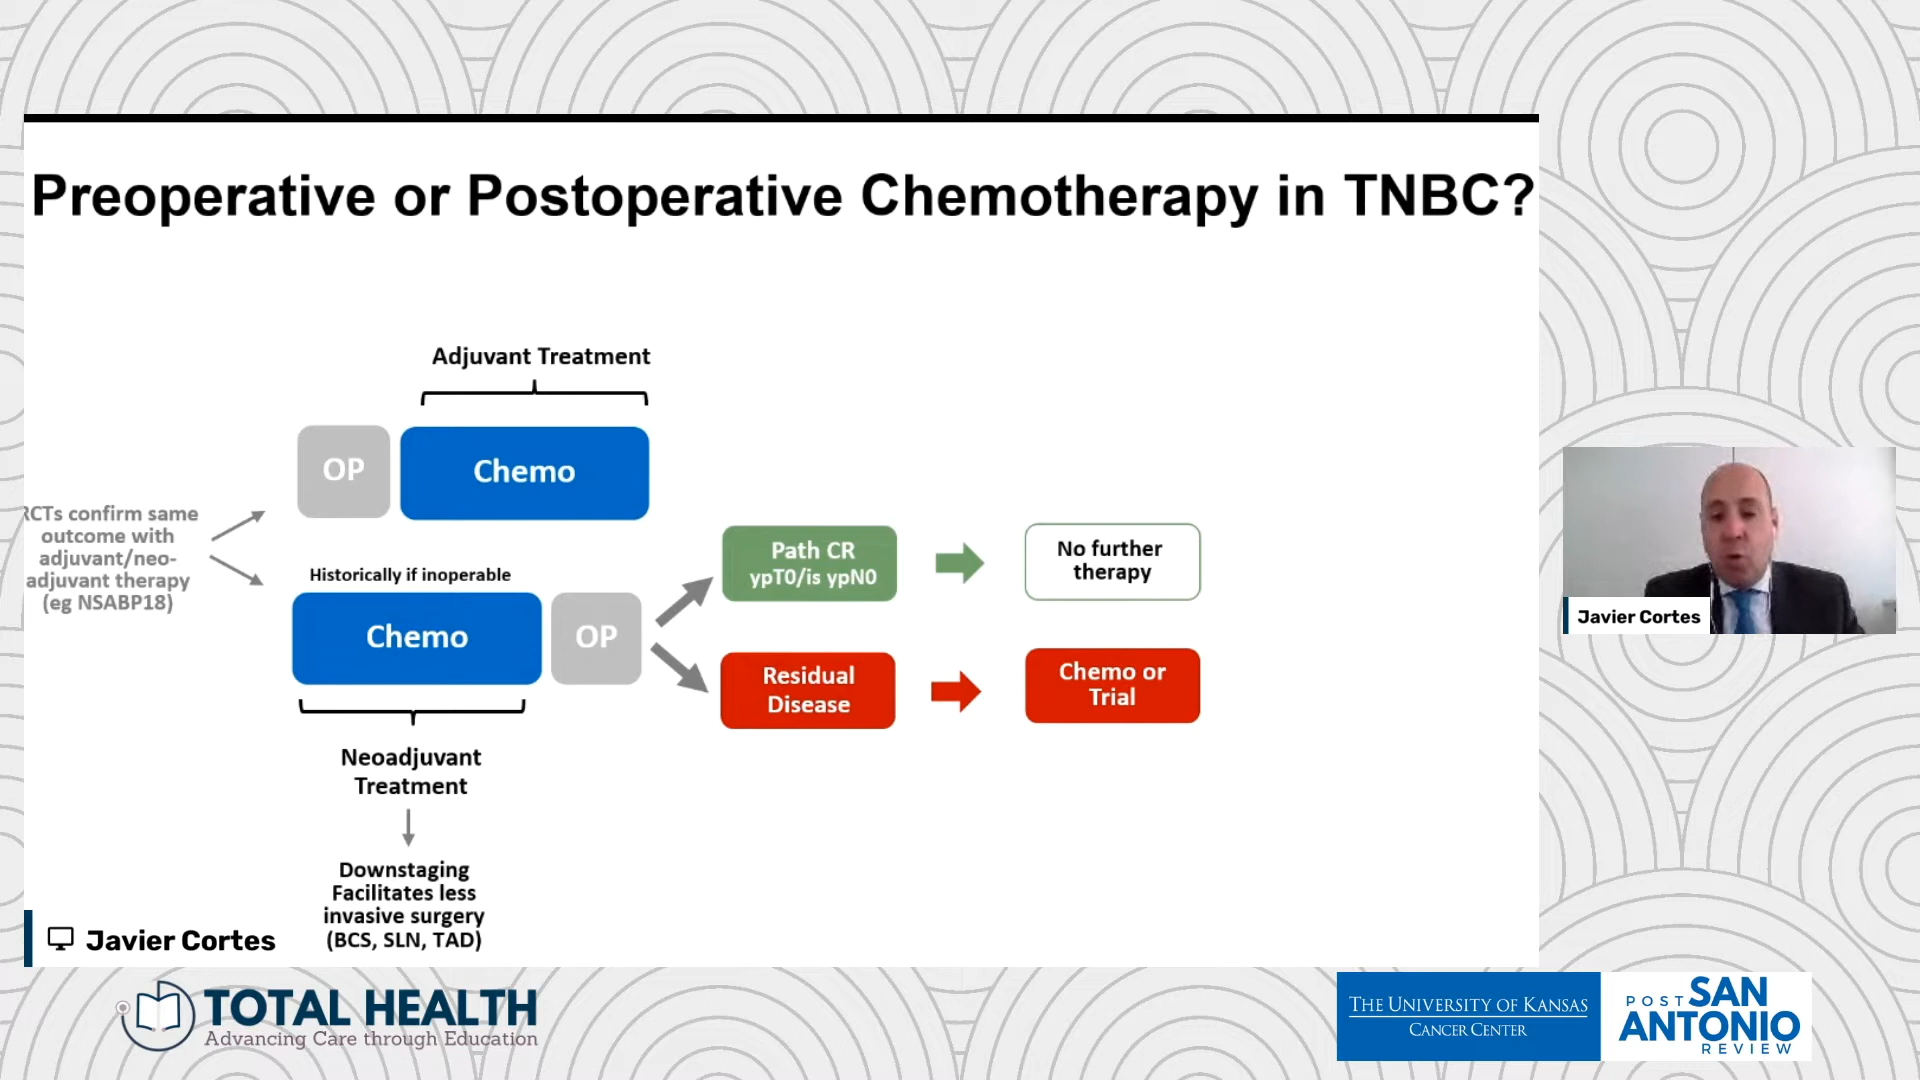 Preoperative or Postoperative Chemotherapy in TNBC?
Adjuvant Treatment
OP
Chemo
RCTs confirm same
outcome with
adjuvant/neo-
adjuvant therapy
(eg NSABP18)
Historically if inoperable
Chemo
OP
Path CR
ypT0/is ypN0
No further
therapy
Residual
Disease
Chemo or
Trial
Neoadjuvant
Treatment
Downstaging
Facilitates less
invasive surgery
(BCS, SLN, TAD)
Javier Cortes
Javier Cortes
TOTAL HEALTH
Advancing Care through Education
THE UNIVERSITY OF KANSAS
CANCER CENTER
POST SAN
ANTONIO
REVIEW